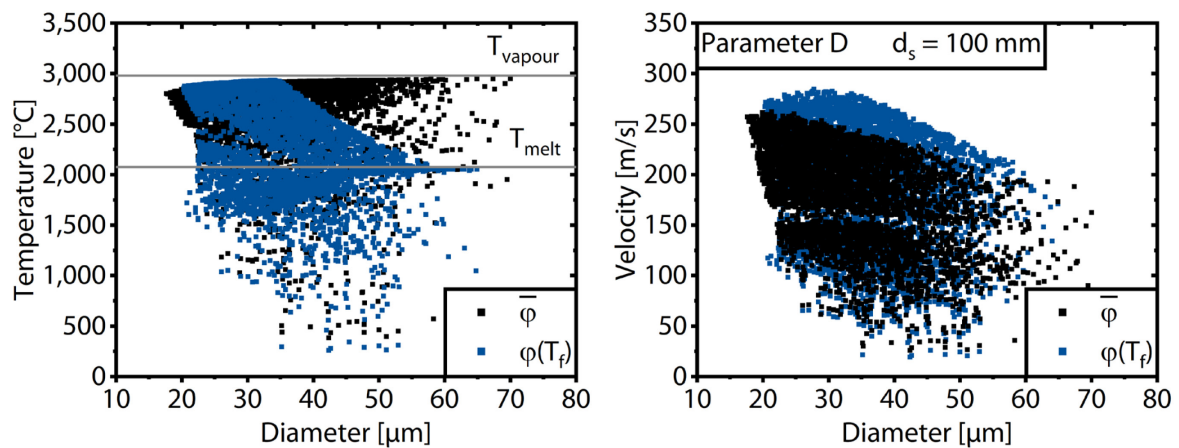 3,500
3,000
2,500
2,000
1,500
1,000
500
0
Temperature [°C]
T_vapour
T_melt
φ̅
φ(T_f)
10 20 30 40 50 60 70 80
Diameter [µm]
350
300
250
200
150
100
50
0
Velocity [m/s]
Parameter D d_s = 100 mm
φ̅
φ(T_f)
10 20 30 40 50 60 70 80
Diameter [µm]